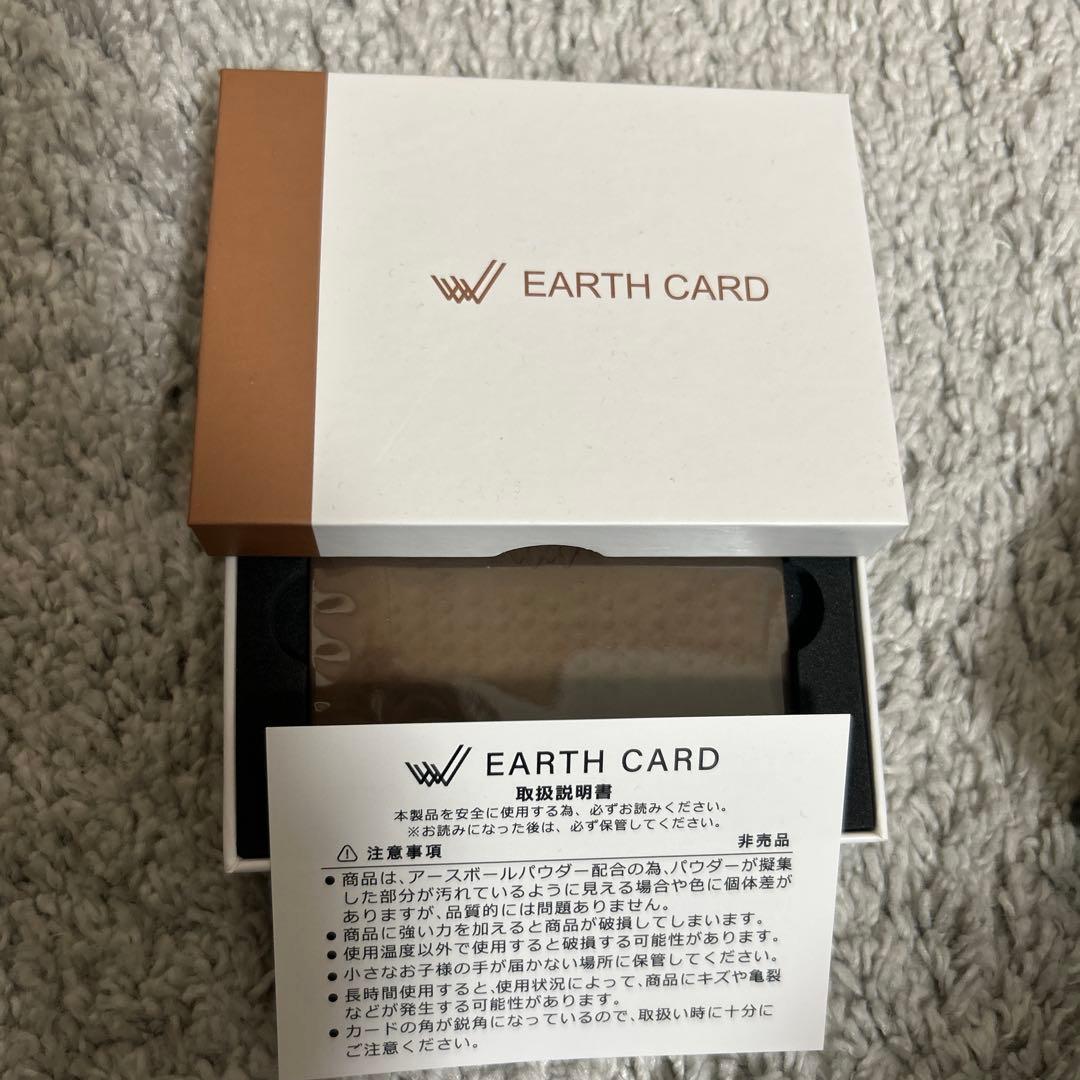 EARTH CARD
EARTH CARD
取扱説明書
本製品を安全に使用する為、必ずお読みください。
※お読みになった後は、必ず保管してください。
注意事項
非売品
●商品は、アースボールパウダー配合の為、パウダーが擬集
した部分が汚れているように見える場合や色に個体差が
ありますが、品質的には問題ありません。
●商品に強い力を加えると商品が破損してしまいます。
●使用温度以外で使用すると破損する可能性があります。
●小さなお子様の手が届かない場所に保管してください。
●長時間使用すると、使用状況によって、商品にキズや亀裂
などが発生する可能性があります。
●カードの角が鋭角になっているので、取扱い時に十分に
ご注意ください。